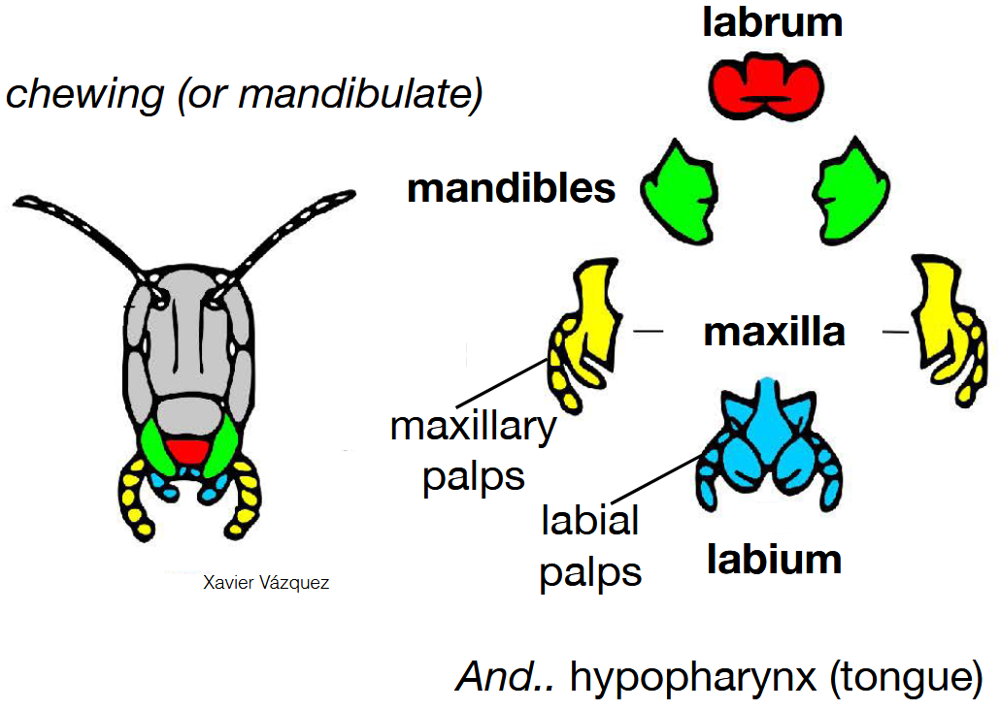 labrum
chewing (or mandibulate)
mandibles
maxilla
maxillary
palps
labial
palps
labium
Xavier Vázquez
And.. hypopharynx (tongue)